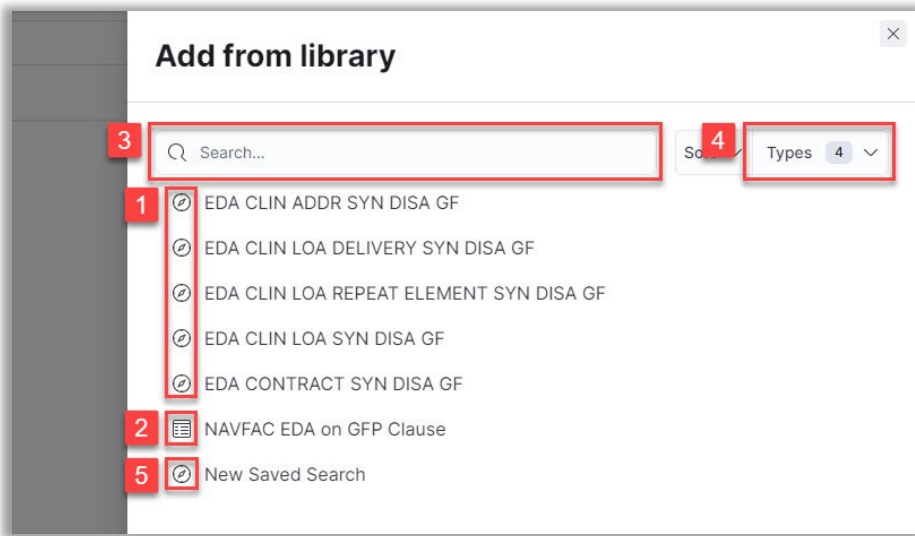 Add from library
3
Search...
So
4
Types 4
1
EDA CLIN ADDR SYN DISA GF
EDA CLIN LOA DELIVERY SYN DISA GF
EDA CLIN LOA REPEAT ELEMENT SYN DISA GF
EDA CLIN LOA SYN DISA GF
EDA CONTRACT SYN DISA GF
2 NAVFAC EDA on GFP Clause
5 New Saved Search